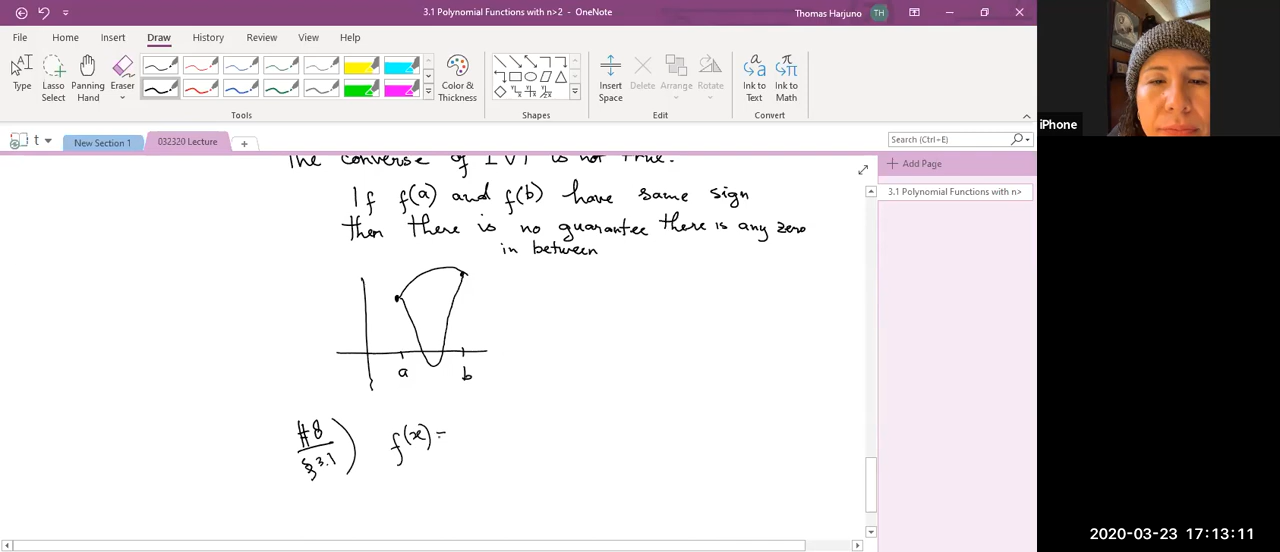 3.1 Polynomial Functions with n>2 - OneNote
Thomas Harjuno TH
File Home Insert Draw History Review View Help
Type
Lasso Select
Panning Hand
Eraser
Color & Thickness
Insert Space
Delete
Arrange
Rotate
Ink to Text
Ink to Math
Tools
Shapes
Edit
Convert
t
New Section 1
032320 Lecture
Search (Ctrl+E)
Add Page
3.1 Polynomial Functions with n>
iPhone
The converse of IVT is not true.
If f(a) and f(b) have same sign
then there is no guarantee there is any zero
in between
a b
#8
§3.1
f(x) =
2020-03-23 17:13:11